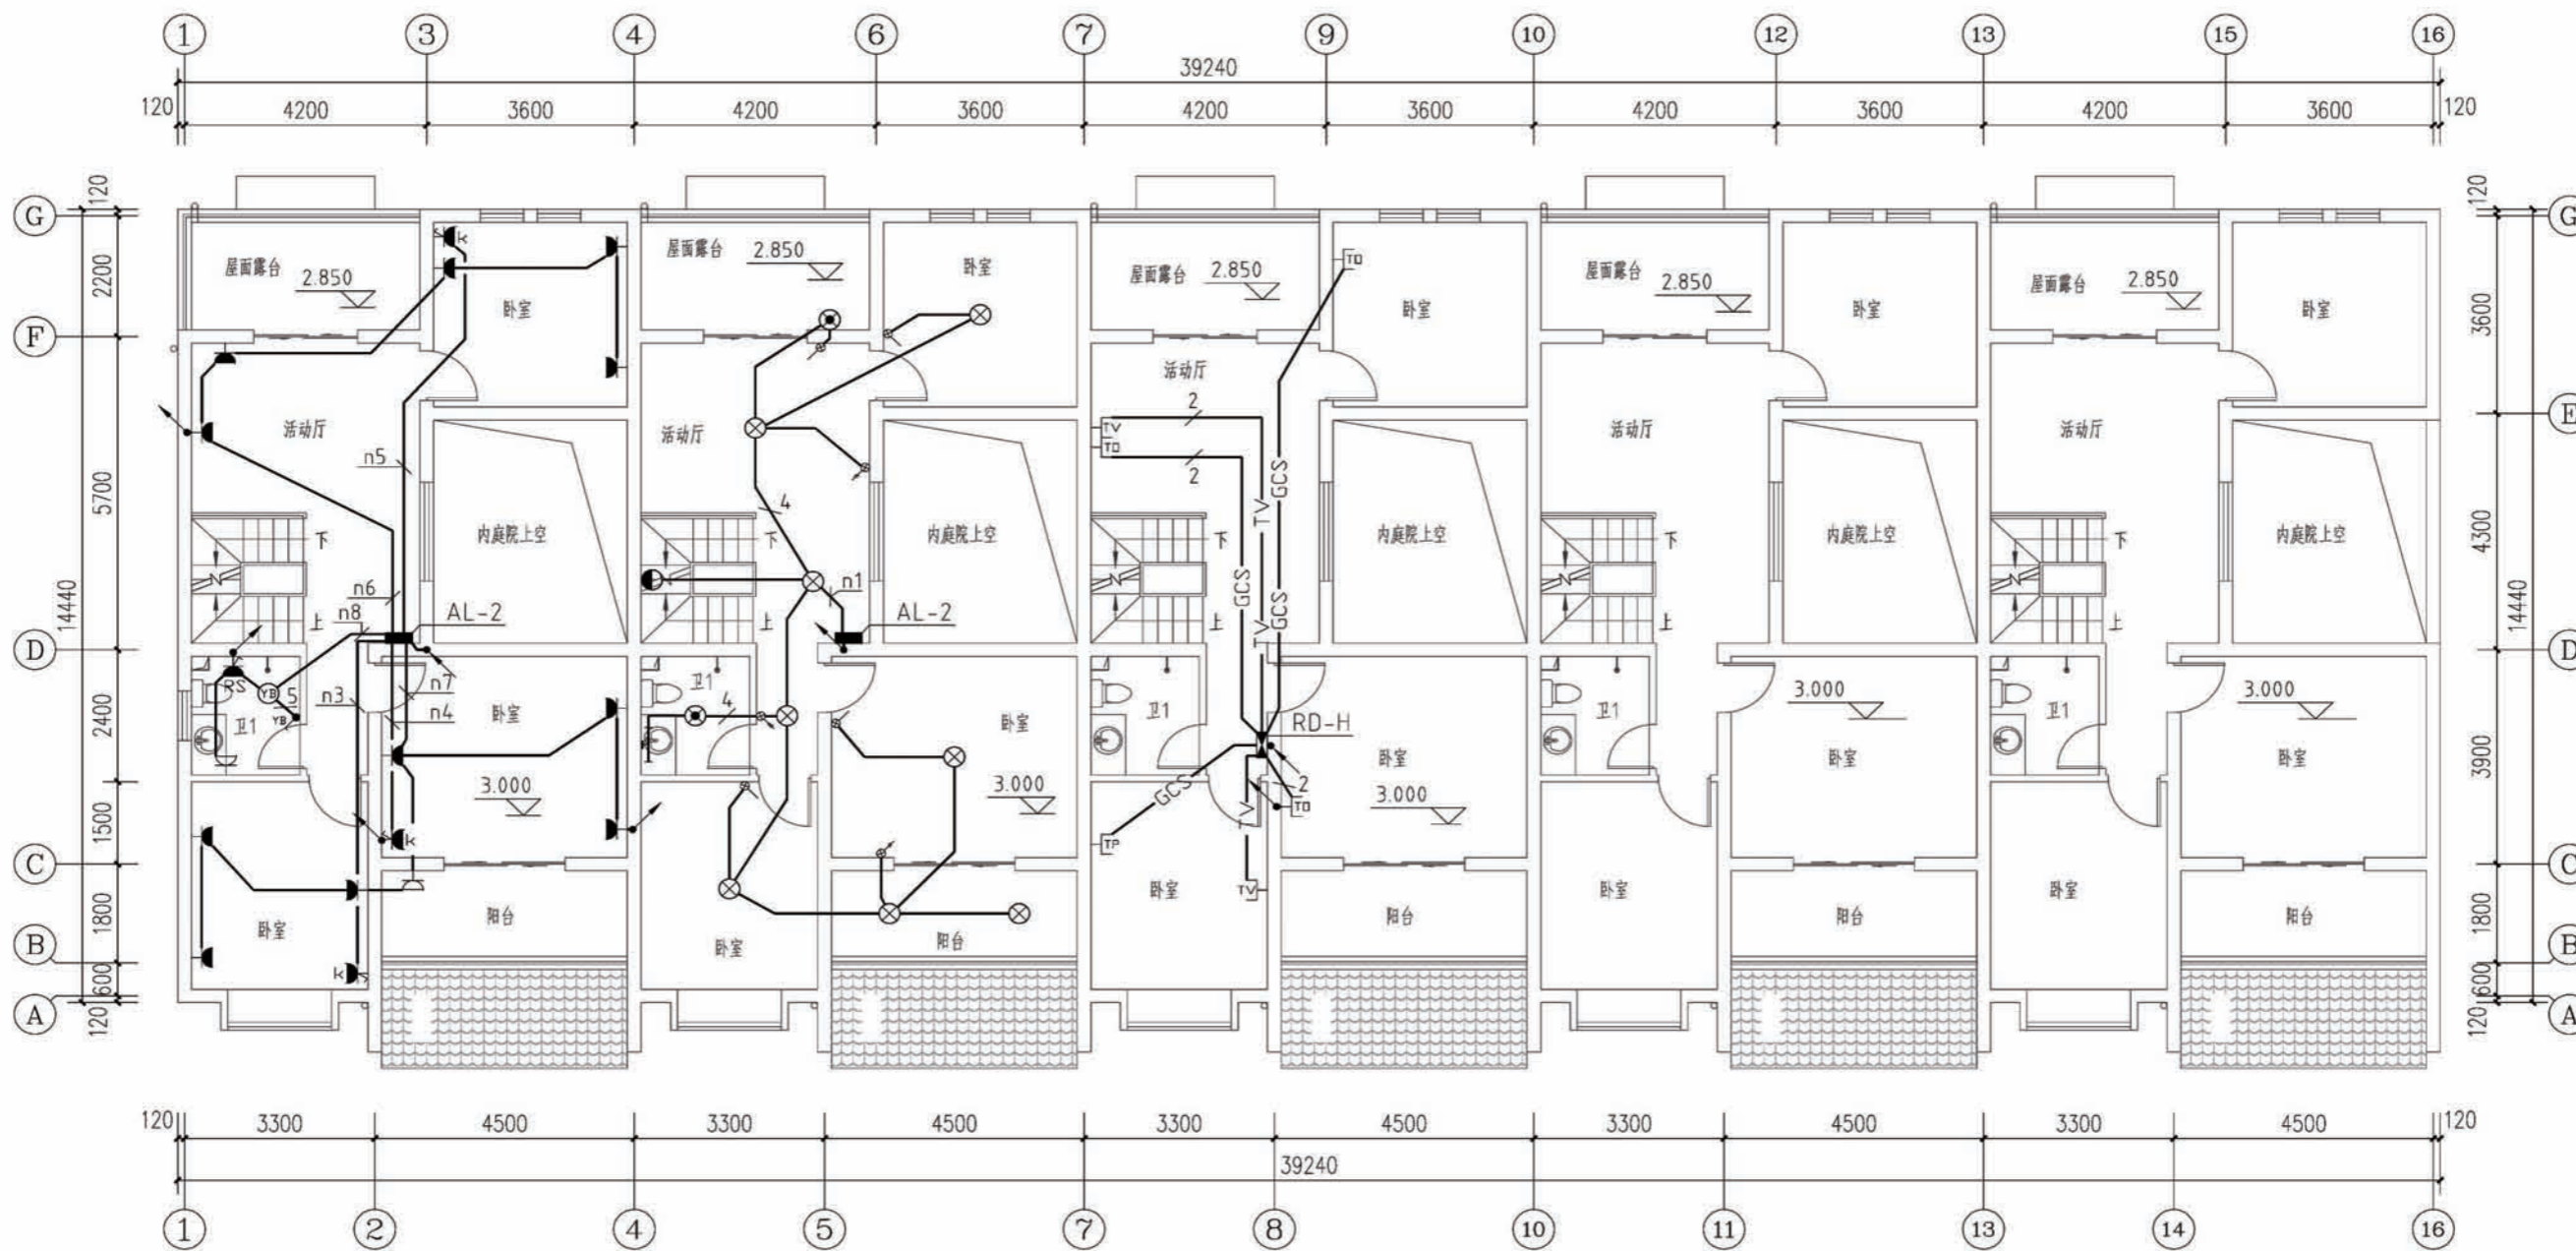 1 3 4 6 7 9 10 12 13 15 16
39240
120 4200 3600 4200 3600 4200 3600 4200 3600 4200 3600 120
G 120 120 G
屋面露台 2.850 屋面露台 2.850 卧室 屋面露台 2.850 TO 卧室 屋面露台 2.850 卧室 屋面露台 2.850 卧室
k
2200 卧室 3600
F F
活动厅
2
活动厅 活动厅 TV 活动厅 活动厅 E
n5 TO
2
5700 4 GCS
TV
内庭院上空 内庭院上空 内庭院上空 内庭院上空 内庭院上空
下 下 下 下 下
4300
14440 n6 n1 GCS GCS 14440
n8 AL-2 AL-2 TV
上 上 上 上 上
D D
RS YB 5 n7 卫1
YB n3 n4 卧室 4 3.000 3.000
2400 卫1 卧室 RD-H 卫1 卫1
卧室 卧室 卧室
3.000 3.000 3.000 2 3900
1500 k GCS TO
TV
TP
C C
卧室 TV 卧室 卧室
1800 卧室 阳台 卧室 阳台 阳台 阳台 阳台 1800
B B
k
600 600
A A
120 120
120 3300 4500 3300 4500 3300 4500 3300 4500 3300 4500 120
39240
1 2 4 5 7 8 10 11 13 14 16